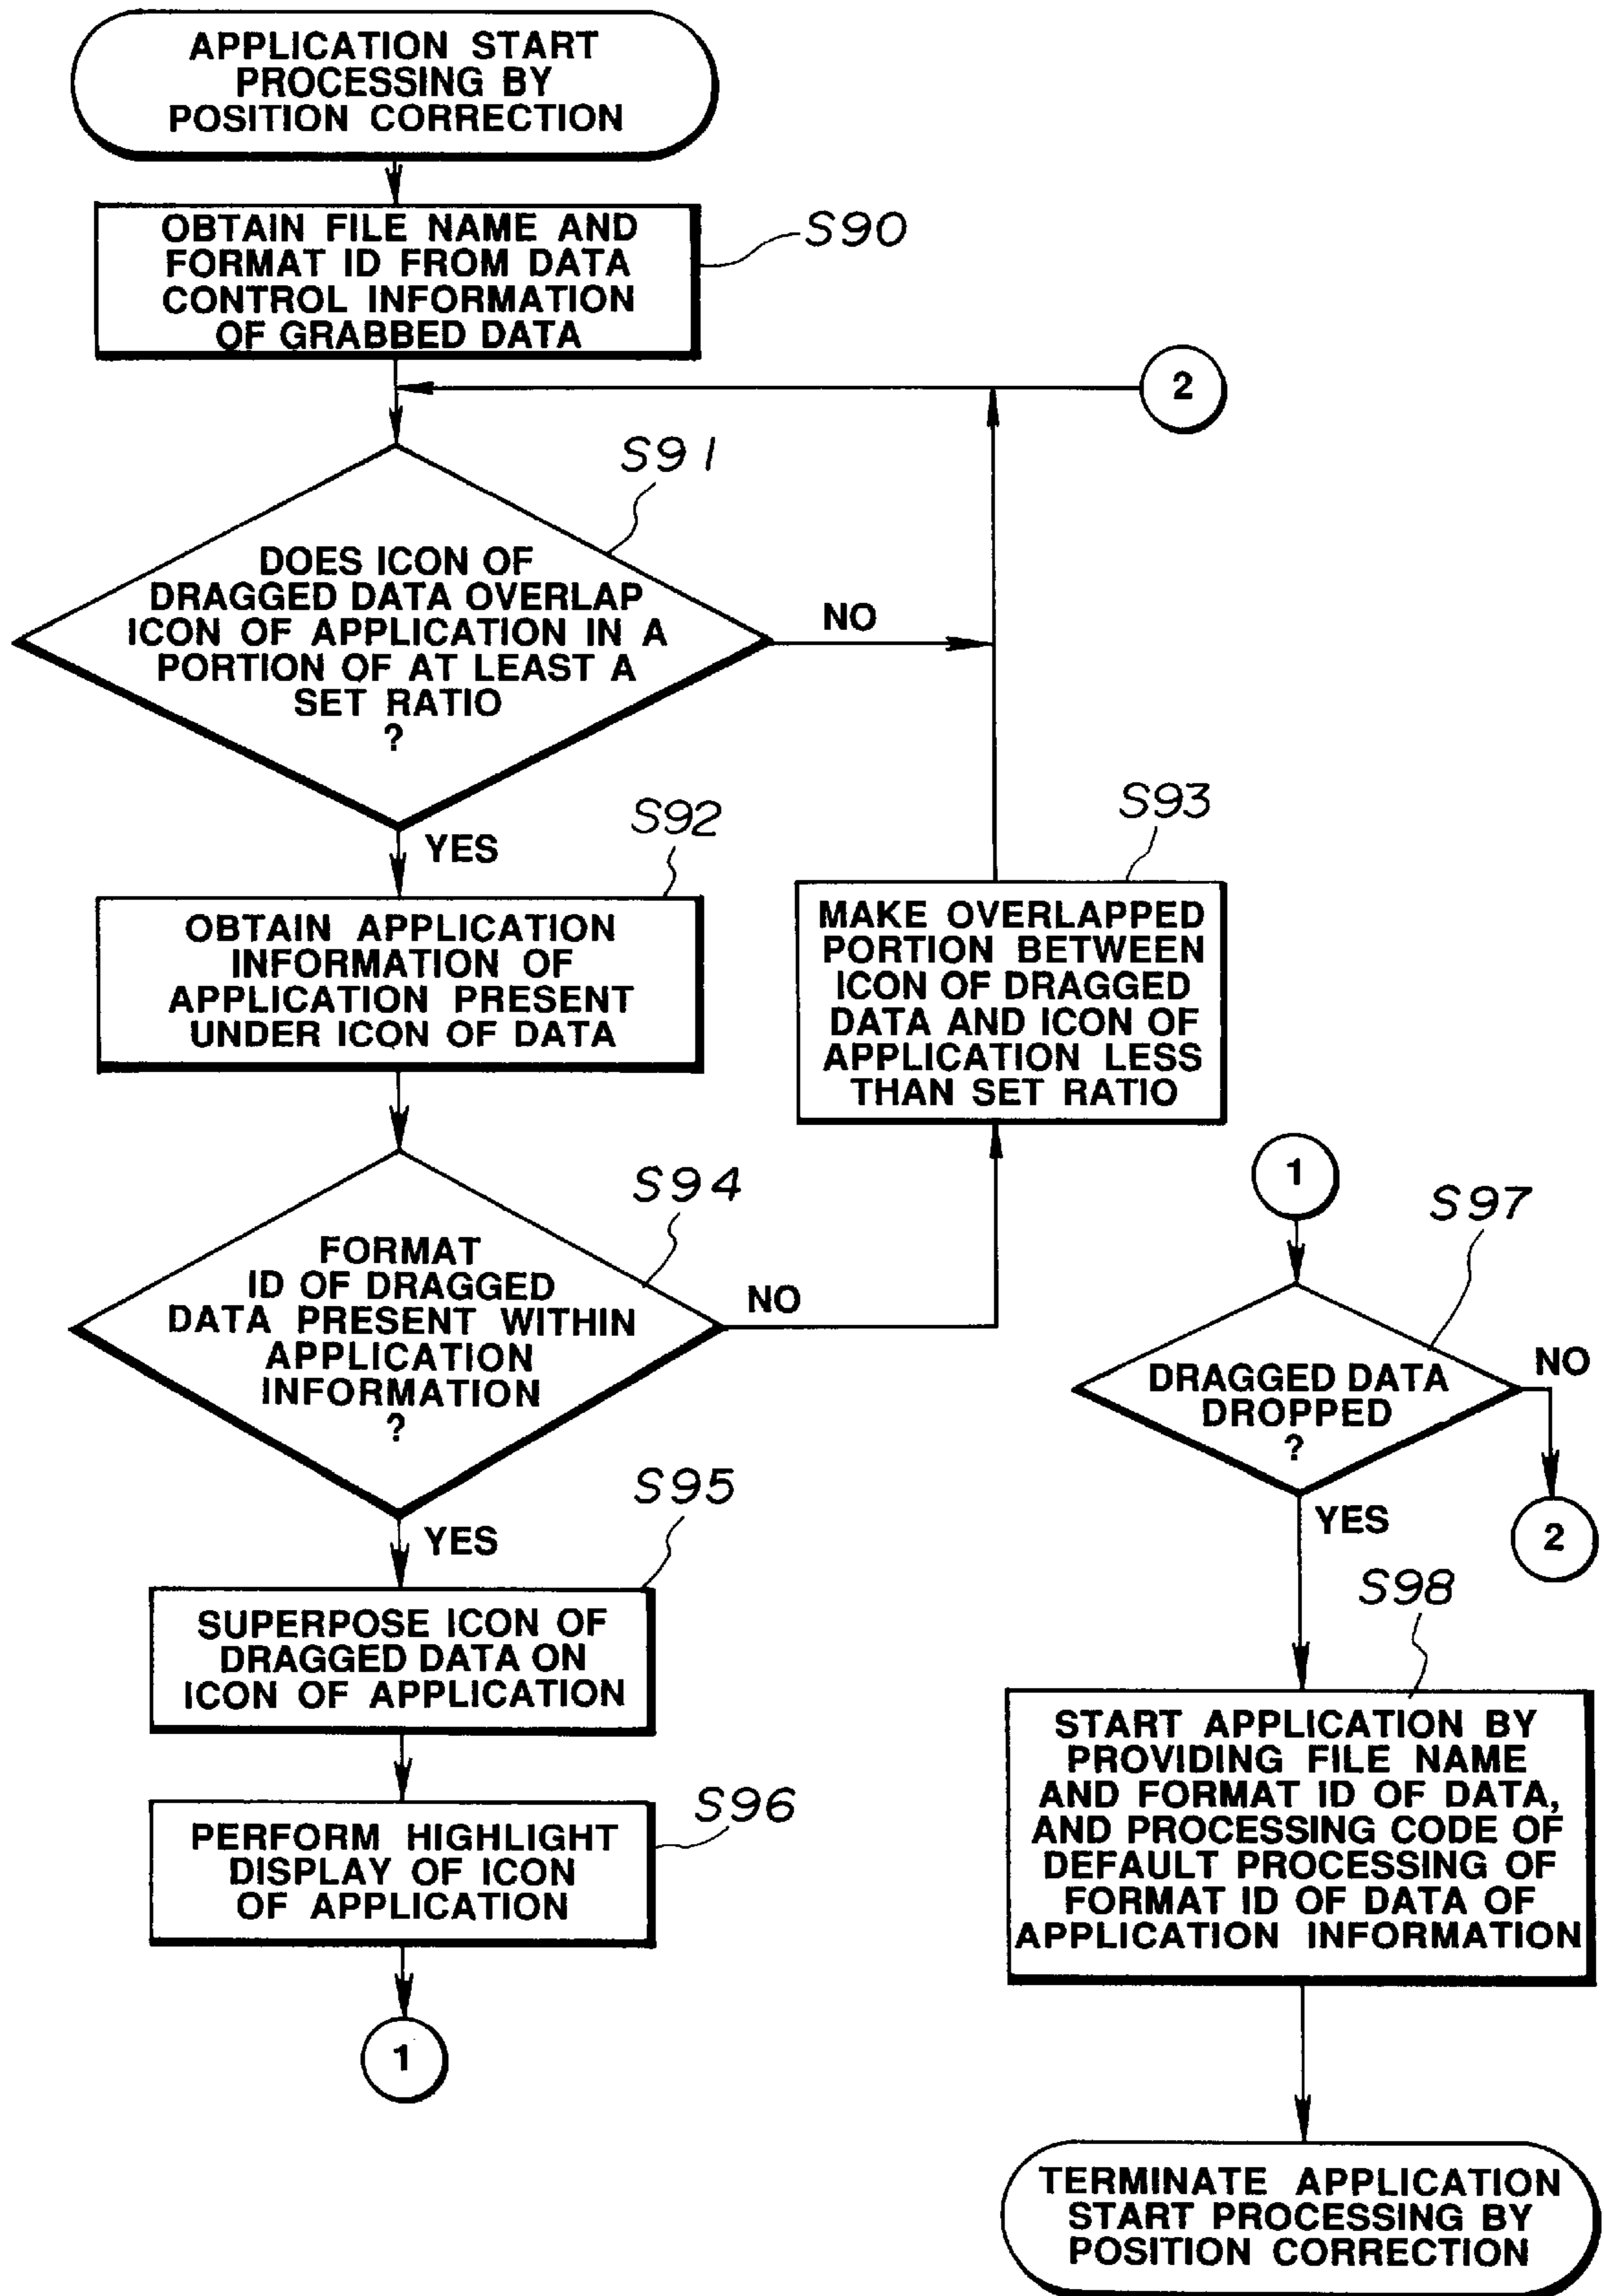 APPLICATION START
PROCESSING BY
POSITION CORRECTION
OBTAIN FILE NAME AND
FORMAT ID FROM DATA
CONTROL INFORMATION
OF GRABBED DATA
S90
2
S91
DOES ICON OF
DRAGGED DATA OVERLAP
ICON OF APPLICATION IN A
PORTION OF AT LEAST A
SET RATIO
?
NO
YES
S92
OBTAIN APPLICATION
INFORMATION OF
APPLICATION PRESENT
UNDER ICON OF DATA
S93
MAKE OVERLAPPED
PORTION BETWEEN
ICON OF DRAGGED
DATA AND ICON OF
APPLICATION LESS
THAN SET RATIO
S94
FORMAT
ID OF DRAGGED
DATA PRESENT WITHIN
APPLICATION
INFORMATION
?
NO
YES
S95
SUPERPOSE ICON OF
DRAGGED DATA ON
ICON OF APPLICATION
S96
PERFORM HIGHLIGHT
DISPLAY OF ICON
OF APPLICATION
1
1
S97
DRAGGED DATA
DROPPED
?
NO
2
YES
S98
START APPLICATION BY
PROVIDING FILE NAME
AND FORMAT ID OF DATA,
AND PROCESSING CODE OF
DEFAULT PROCESSING OF
FORMAT ID OF DATA OF
APPLICATION INFORMATION
TERMINATE APPLICATION
START PROCESSING BY
POSITION CORRECTION